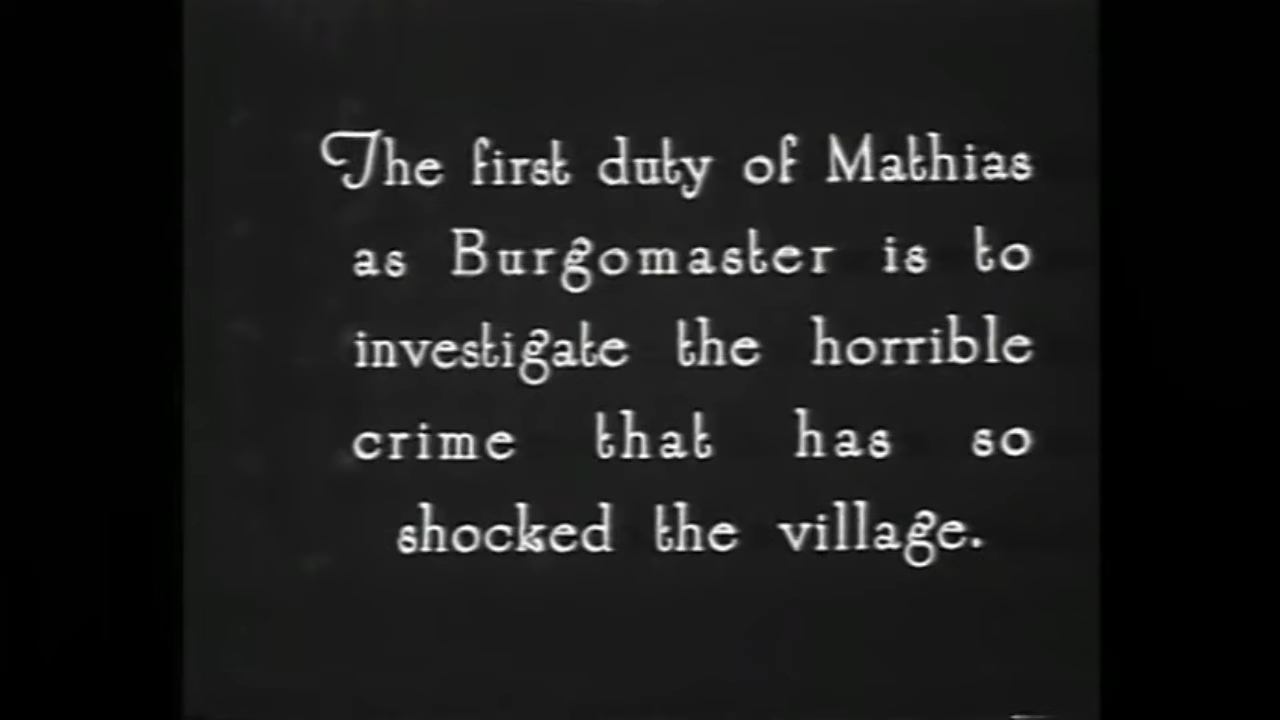 The first duty of Mathias
as Burgomaster is to
investigate the horrible
crime that has so
shocked the village.